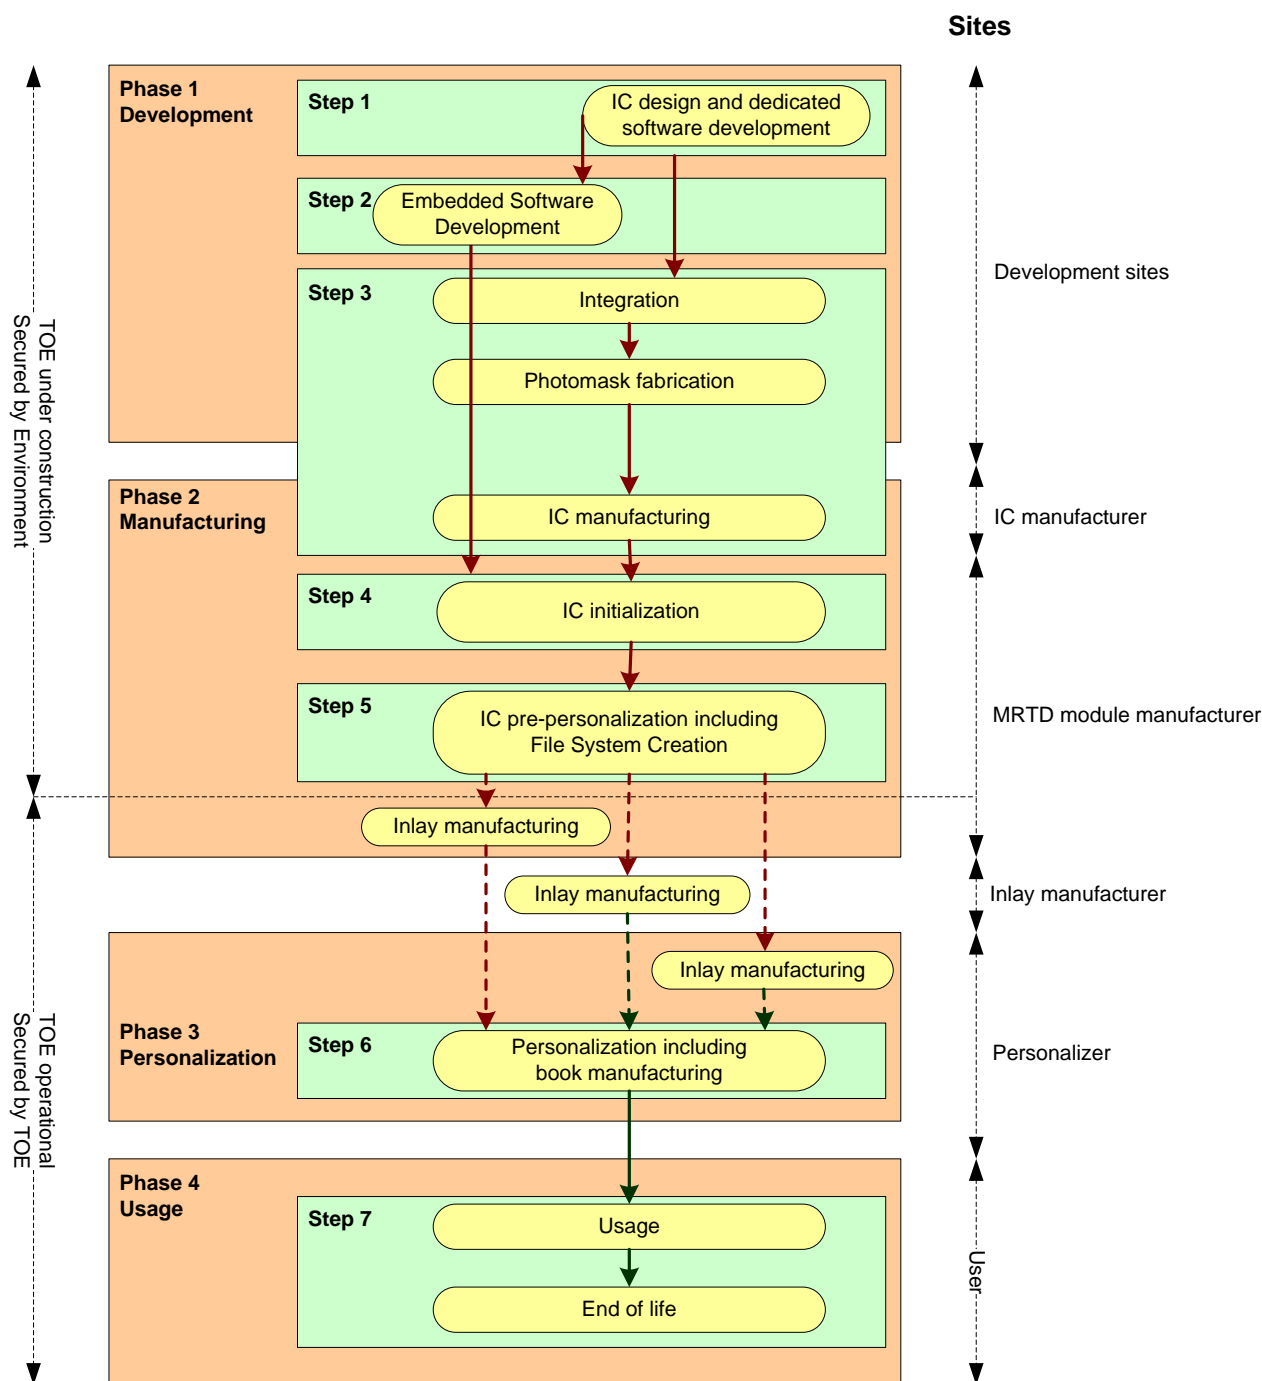 Sites
Phase 1
Development
Step 1
IC design and dedicated
software development
Step 2
Embedded Software
Development
Step 3
Integration
Development sites
Photomask fabrication
TOE under construction
Secured by Environment
Phase 2
Manufacturing
IC manufacturing
IC manufacturer
Step 4
IC initialization
Step 5
IC pre-personalization including
File System Creation
MRTD module manufacturer
Inlay manufacturing
Inlay manufacturing
Inlay manufacturer
Inlay manufacturing
Phase 3
Personalization
Step 6
Personalization including
book manufacturing
Personalizer
TOE operational
Secured by TOE
Phase 4
Usage
Step 7
Usage
User
End of life